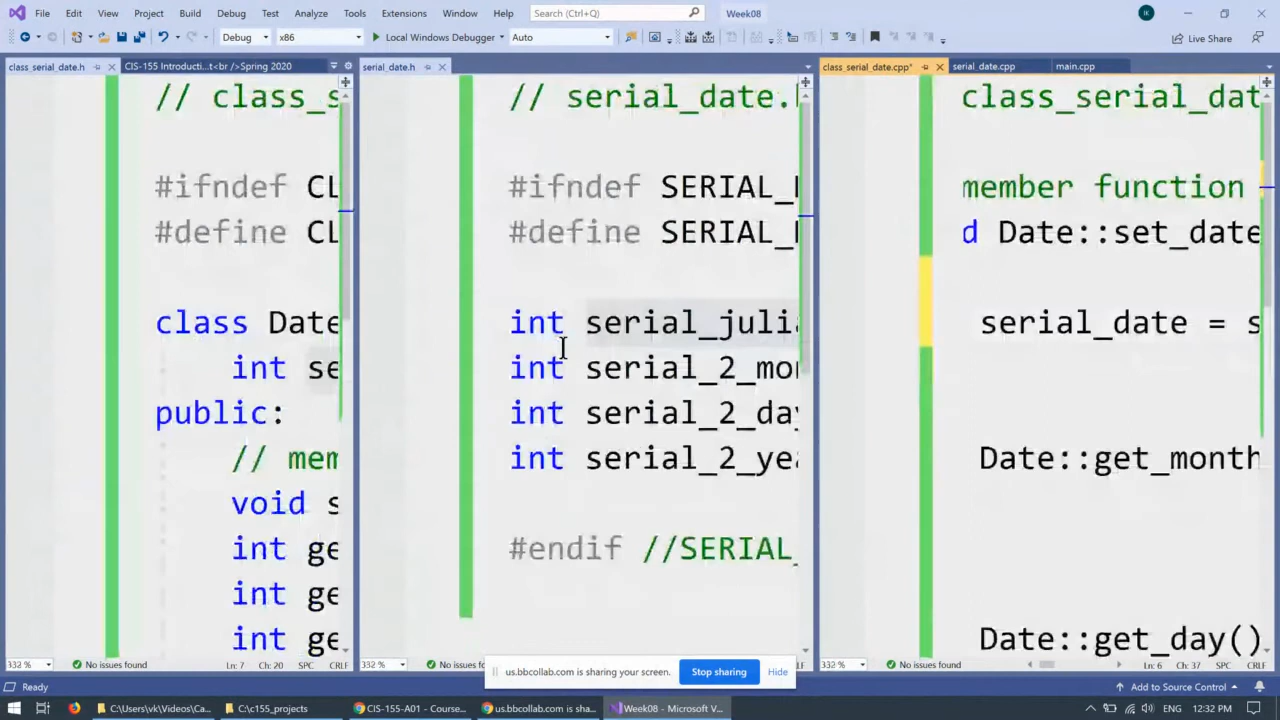 File Edit View Project Build Debug Test Analyze Tools Extensions Window Help Search (Ctrl+Q) Week08 IK
Debug x86 Local Windows Debugger Auto Live Share
class_serial_date.h CIS-155 Introducti...t<br />Spring 2020 serial_date.h class_serial_date.cpp* serial_date.cpp main.cpp
// class_s
#ifndef CL
#define CL
class Date
int se
public:
// mem
void s
int ge
int ge
int ge
// serial_date.
#ifndef SERIAL_
#define SERIAL_
int serial_julia
int serial_2_mon
int serial_2_day
int serial_2_yea
#endif //SERIAL_
class_serial_dat
member function
d Date::set_date
serial_date = s
Date::get_month
Date::get_day()
332 % No issues found Ln: 7 Ch: 20 SPC CRLF
332 % No is
332 % No issues found Ln: 6 Ch: 37 SPC CRLF
us.bbcollab.com is sharing your screen. Stop sharing Hide
Ready Add to Source Control
C:\Users\vk\Videos\Ca... C:\c155_projects CIS-155-A01 - Course... us.bbcollab.com is sha... Week08 - Microsoft V... ENG 12:32 PM